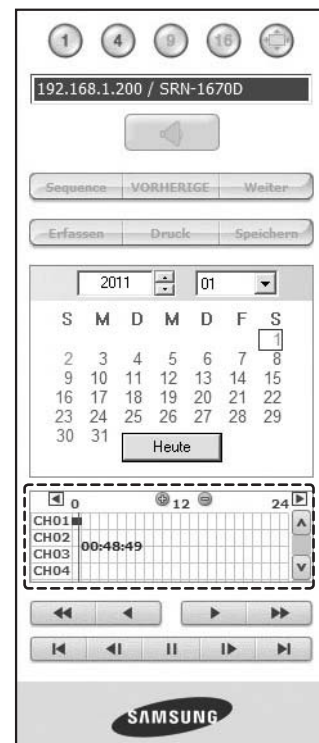 1 4 9 16
192.168.1.200 / SRN-1670D
Sequence VORHERIGE Weiter
Erfassen Druck Speichern
2011 01
S M D M D F S
1
2 3 4 5 6 7 8
9 10 11 12 13 14 15
16 17 18 19 20 21 22
23 24 25 26 27 28 29
30 31 Heute
0 12 24
CH01
CH02
00:48:49
CH03
CH04
SAMSUNG